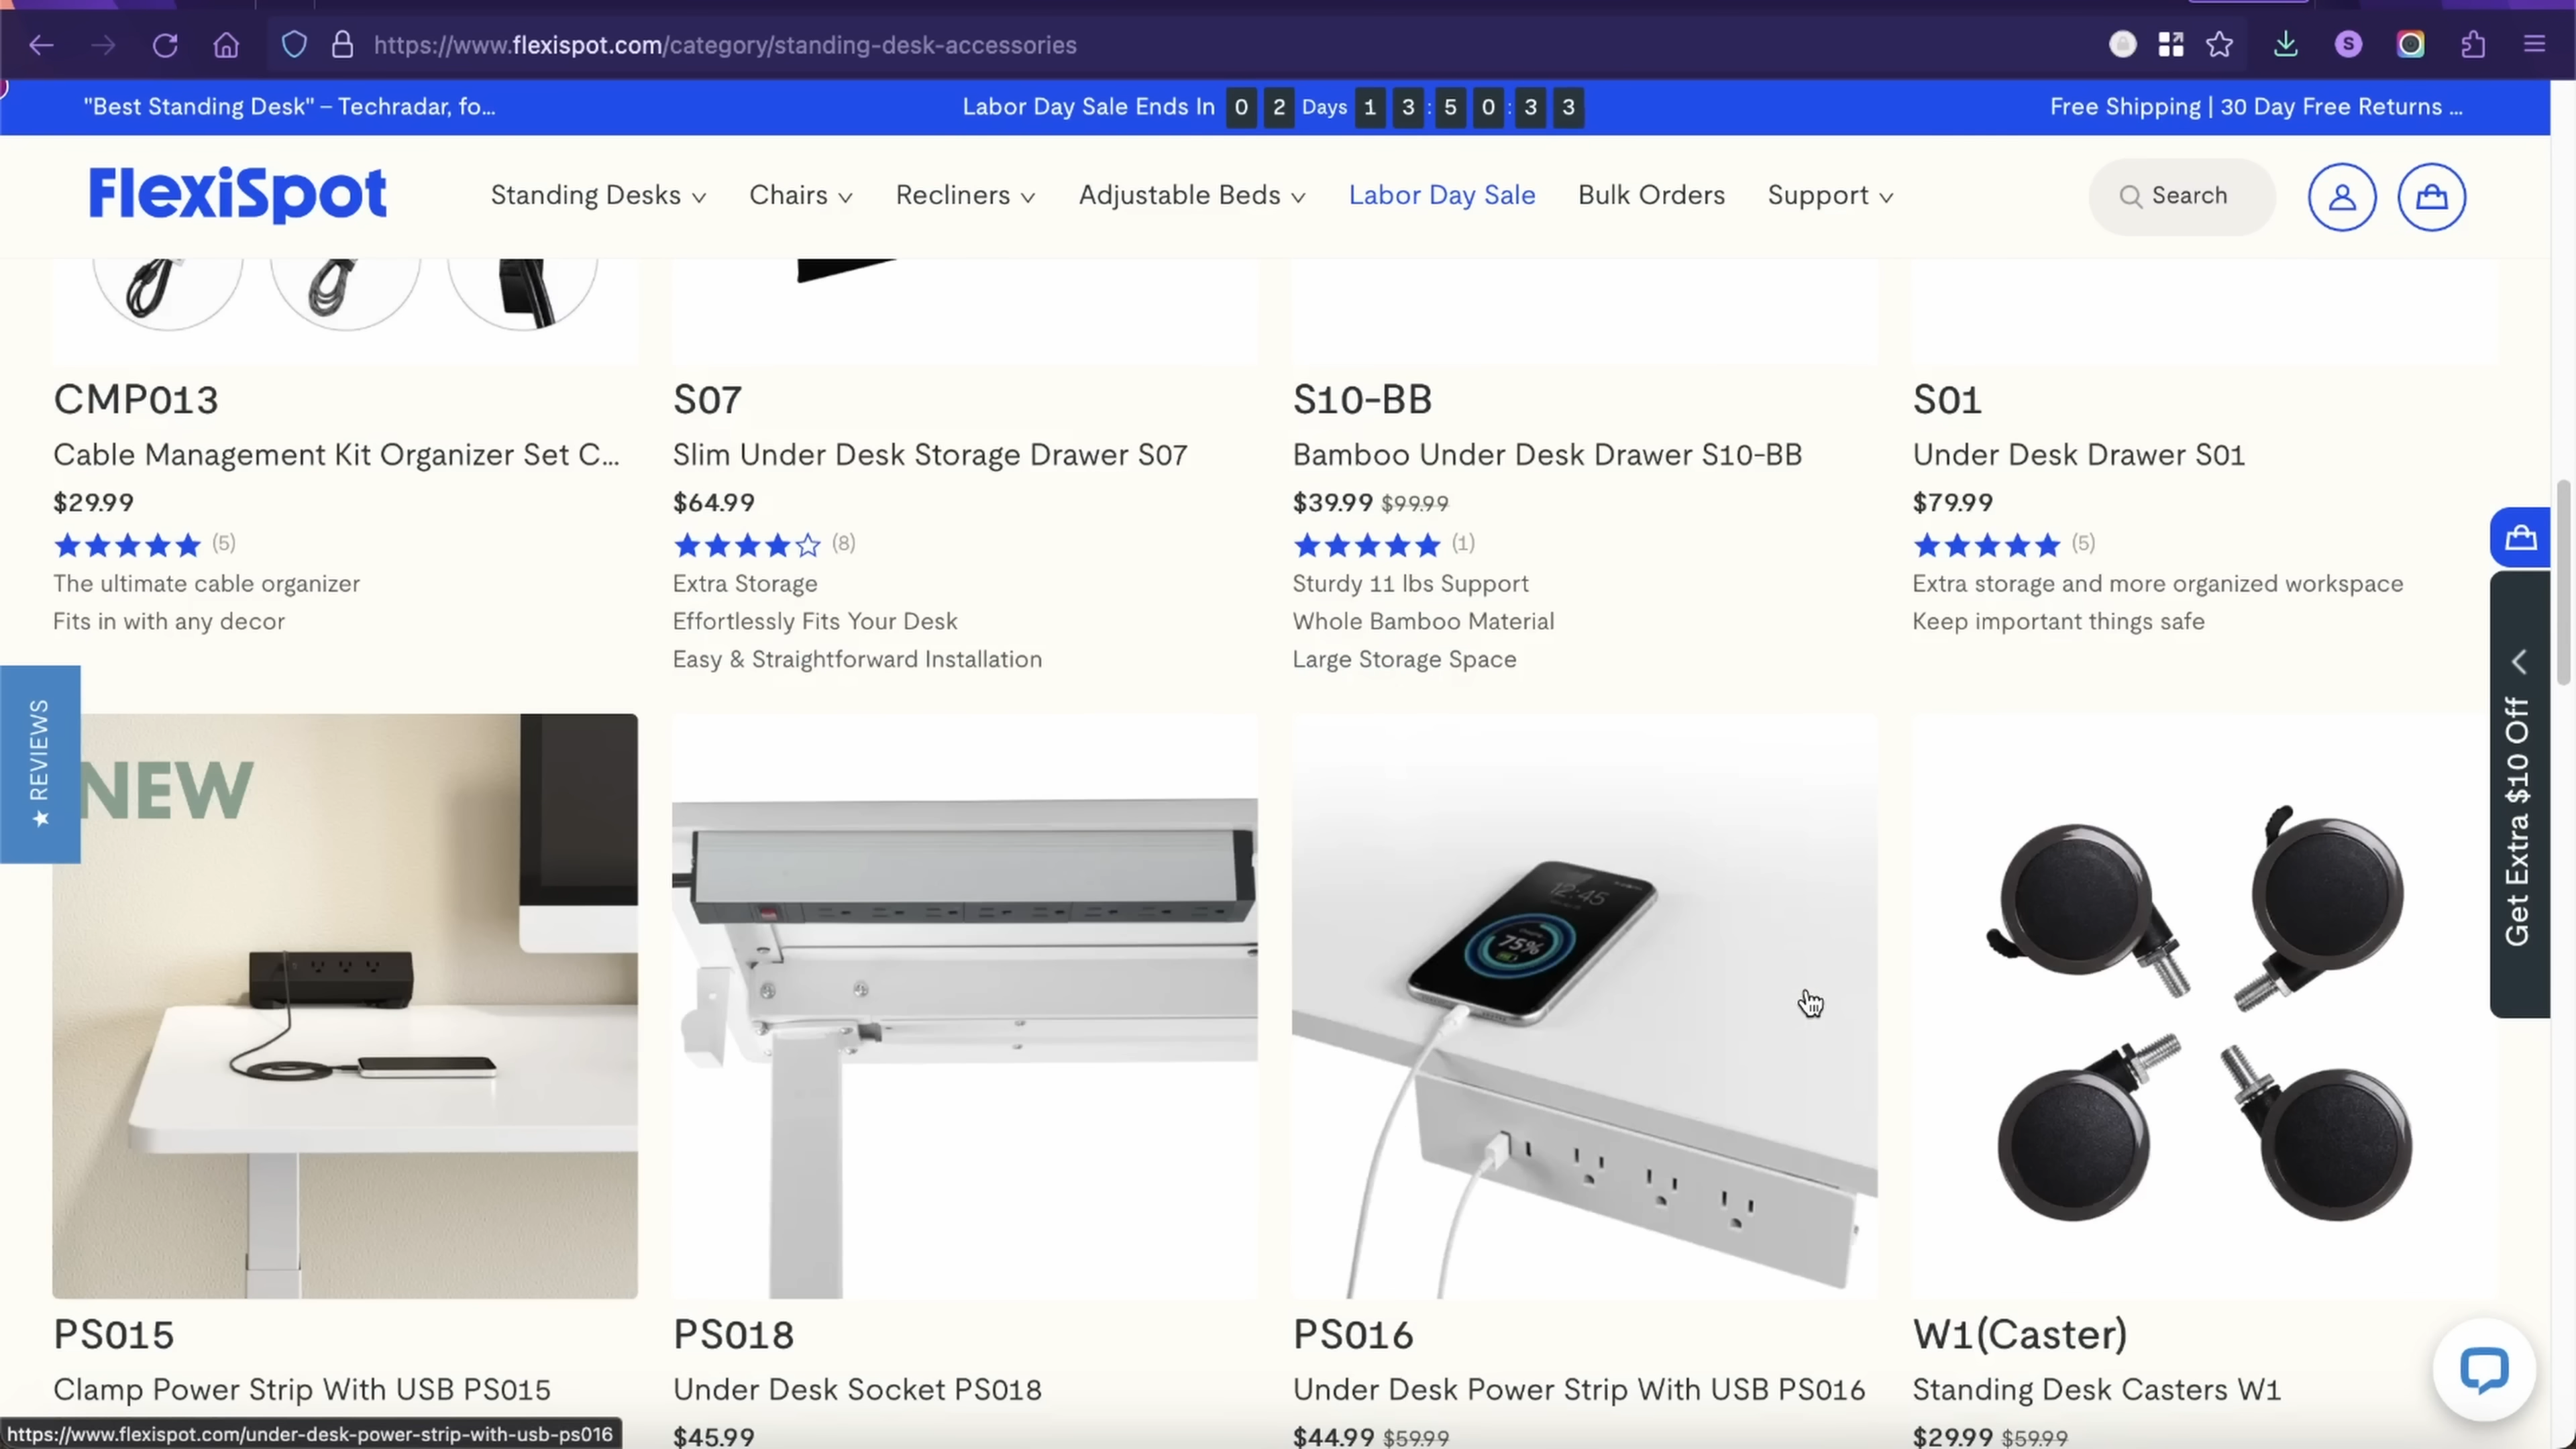 https://www.flexispot.com/category/standing-desk-accessories
S
"Best Standing Desk" – Techradar, fo...
Labor Day Sale Ends In 0 2 Days 1 3 : 5 0 : 3 3
Free Shipping | 30 Day Free Returns ...
FlexiSpot
Standing Desks
Chairs
Recliners
Adjustable Beds
Labor Day Sale
Bulk Orders
Support
Search
CMP013
Cable Management Kit Organizer Set C...
$29.99
(5)
The ultimate cable organizer
Fits in with any decor
S07
Slim Under Desk Storage Drawer S07
$64.99
(8)
Extra Storage
Effortlessly Fits Your Desk
Easy & Straightforward Installation
S10-BB
Bamboo Under Desk Drawer S10-BB
$39.99 $99.99
(1)
Sturdy 11 lbs Support
Whole Bamboo Material
Large Storage Space
S01
Under Desk Drawer S01
$79.99
(5)
Extra storage and more organized workspace
Keep important things safe
★ REVIEWS
Get Extra $10 Off
NEW
12:45
75%
PS015
Clamp Power Strip With USB PS015
PS018
Under Desk Socket PS018
$45.99
PS016
Under Desk Power Strip With USB PS016
$44.99 $59.99
W1(Caster)
Standing Desk Casters W1
$29.99 $59.99
https://www.flexispot.com/under-desk-power-strip-with-usb-ps016